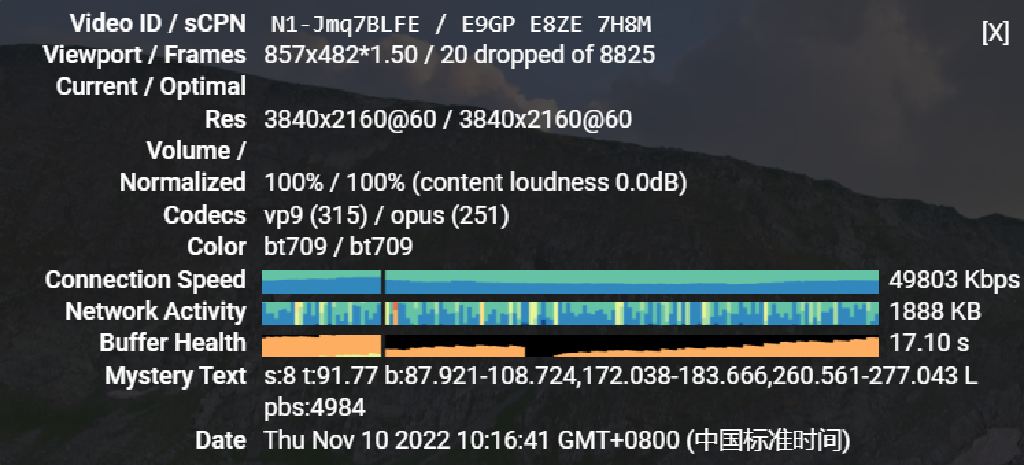 Video ID / sCPN N1-Jmq7BLFE / E9GP E8ZE 7H8M
[X]
Viewport / Frames 857x482*1.50 / 20 dropped of 8825
Current / Optimal
Res 3840x2160@60 / 3840x2160@60
Volume /
Normalized 100% / 100% (content loudness 0.0dB)
Codecs vp9 (315) / opus (251)
Color bt709 / bt709
Connection Speed 49803 Kbps
Network Activity 1888 KB
Buffer Health 17.10 s
Mystery Text s:8 t:91.77 b:87.921-108.724,172.038-183.666,260.561-277.043 L
pbs:4984
Date Thu Nov 10 2022 10:16:41 GMT+0800 (中国标准时间)